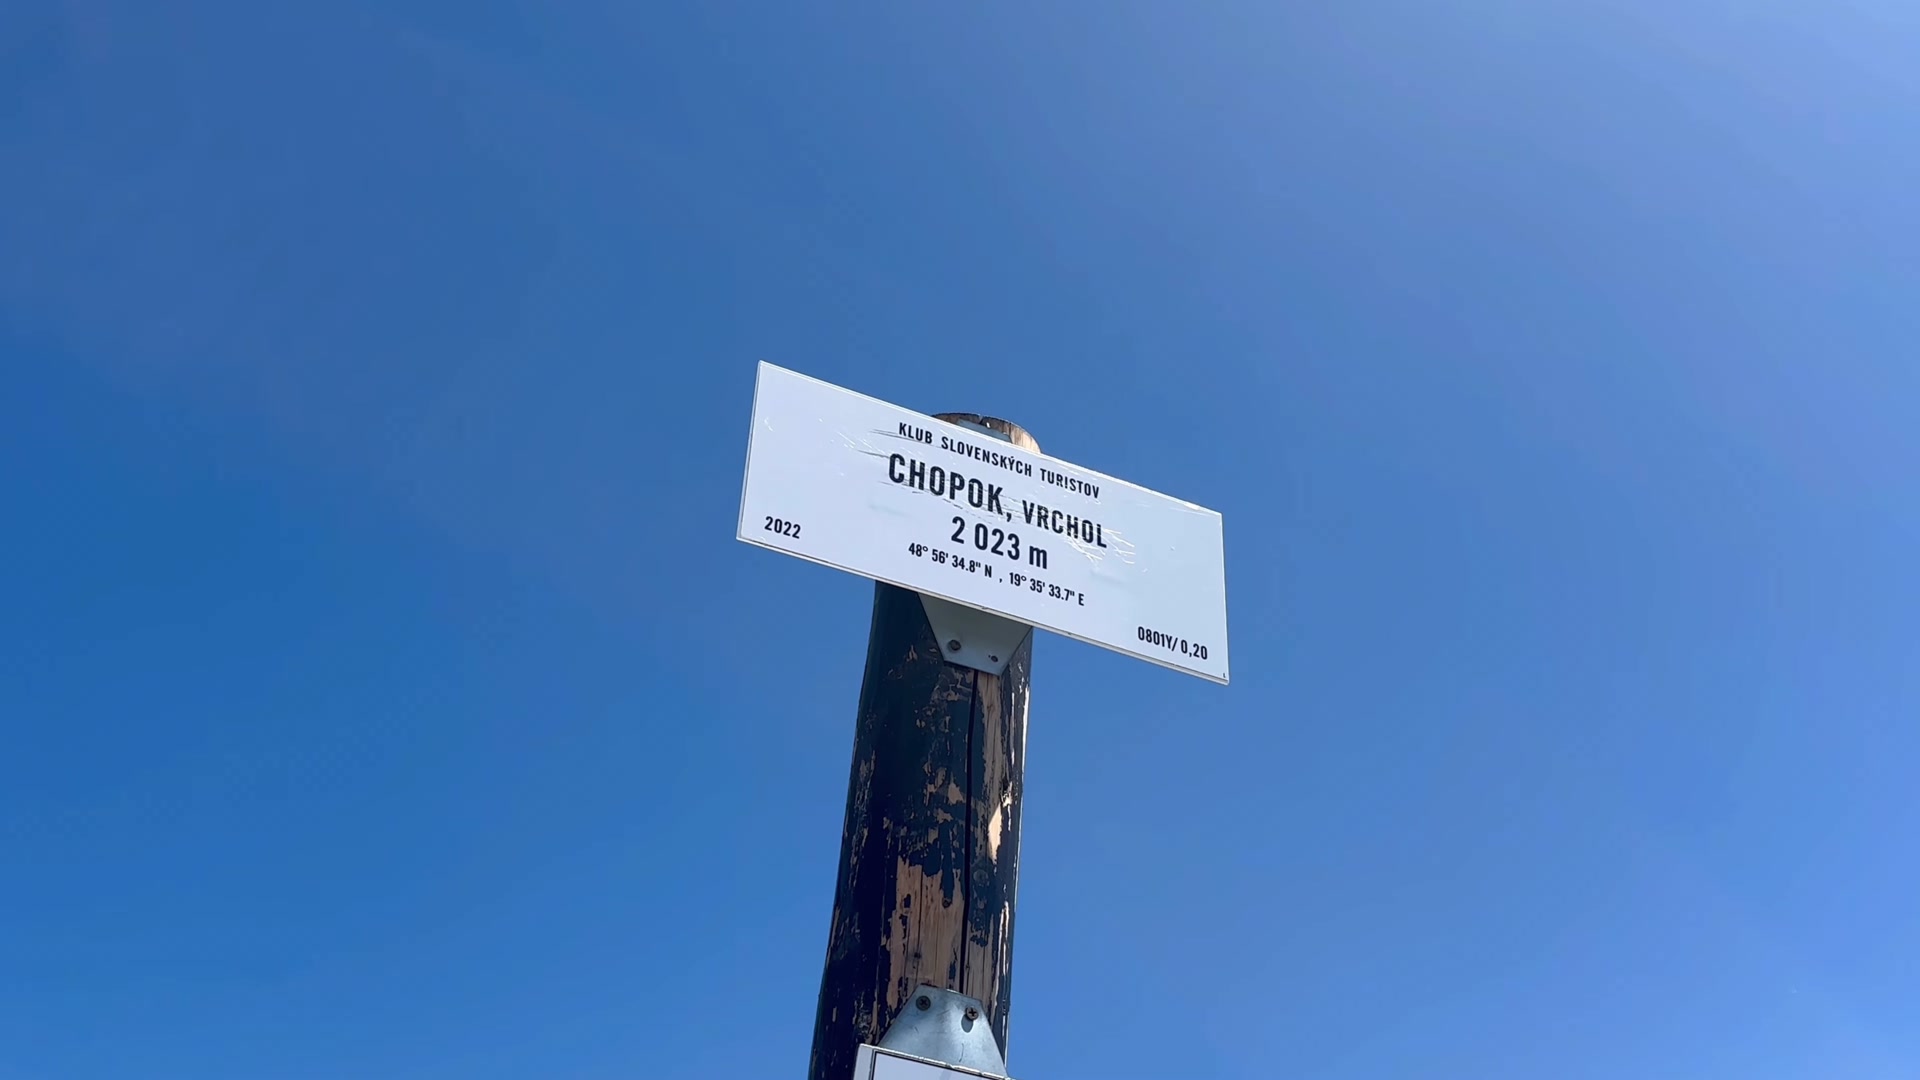 KLUB SLOVENSKÝCH TURISTOV
CHOPOK, VRCHOL
2 023 m
48° 56' 34.8" N , 19° 35' 33.7" E
2022
0801Y/0,20